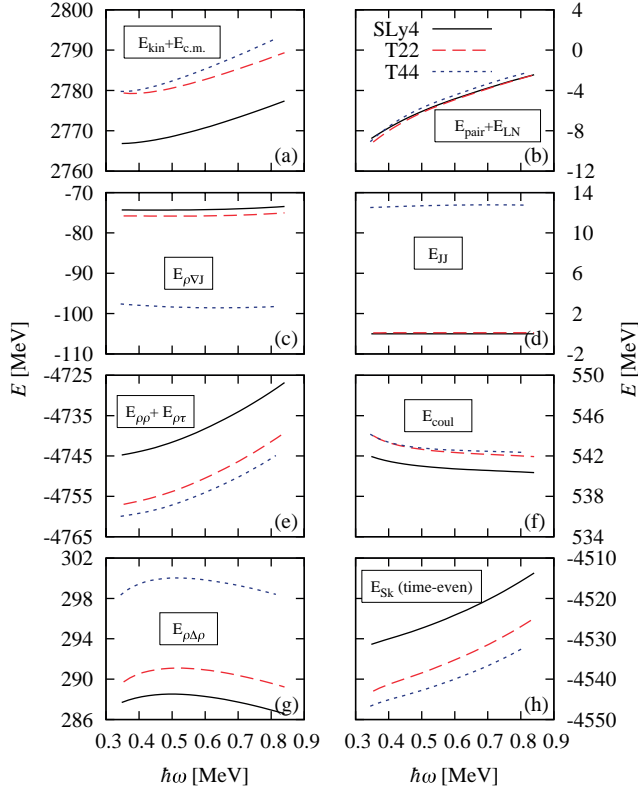 2800
2790
2780
2770
2760
E_kin+E_c.m.
(a)
SLy4
T22
T44
E_pair+E_LN
(b)
4
0
-4
-8
-12
-70
-80
-90
-100
-110
E_ρ∇J
(c)
E_JJ
(d)
14
10
6
2
-2
E [MeV]
E [MeV]
-4725
-4735
-4745
-4755
-4765
E_ρρ+ E_ρτ
(e)
E_coul
(f)
550
546
542
538
534
302
298
294
290
286
E_ρΔρ
(g)
E_Sk (time-even)
(h)
-4510
-4520
-4530
-4540
-4550
0.3 0.4 0.5 0.6 0.7 0.8 0.9
0.3 0.4 0.5 0.6 0.7 0.8 0.9
ℏω [MeV]
ℏω [MeV]